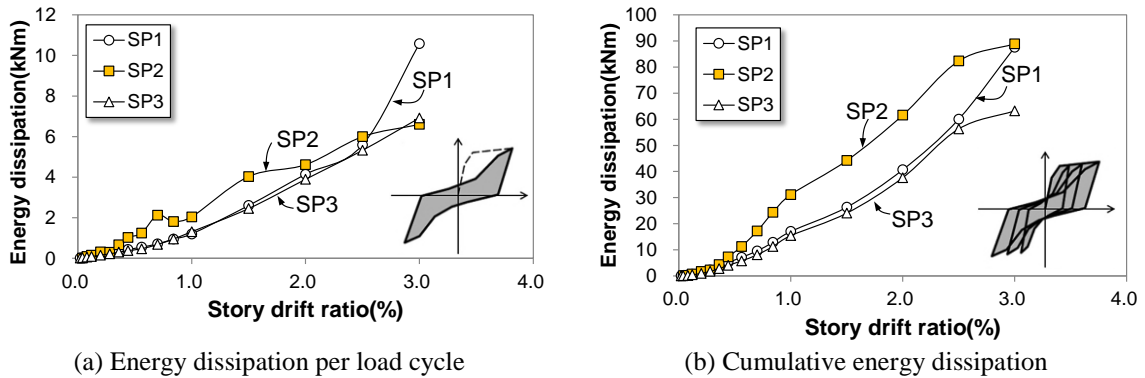 Energy dissipation(kNm)
12
10
8
6
4
2
0
SP1
SP2
SP3
SP1
SP2
SP3
0.0
1.0
2.0
3.0
4.0
Story drift ratio(%)
(a) Energy dissipation per load cycle
Energy dissipation(kNm)
100
90
80
70
60
50
40
30
20
10
0
SP1
SP2
SP3
SP1
SP2
SP3
0.0
1.0
2.0
3.0
4.0
Story drift ratio(%)
(b) Cumulative energy dissipation